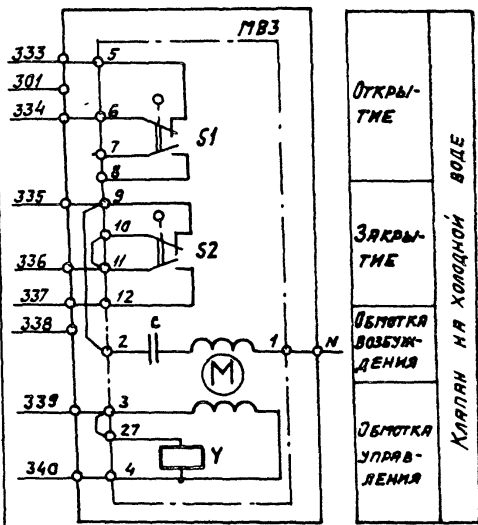 МВ3
333
5
301
334
6
S1
7
8
335
9
10
S2
336
11
337
12
338
2
C
1
N
М
339
3
27
Y
340
4
ОТКРЫ-
ТИЕ
ЗАКРЫ-
ТИЕ
ОБМОТКА
ВОЗБУЖ-
ДЕНИЯ
ОБМОТКА
УПРАВ-
ЛЕНИЯ
КЛАПАН НА ХОЛОДНОЙ ВОДЕ